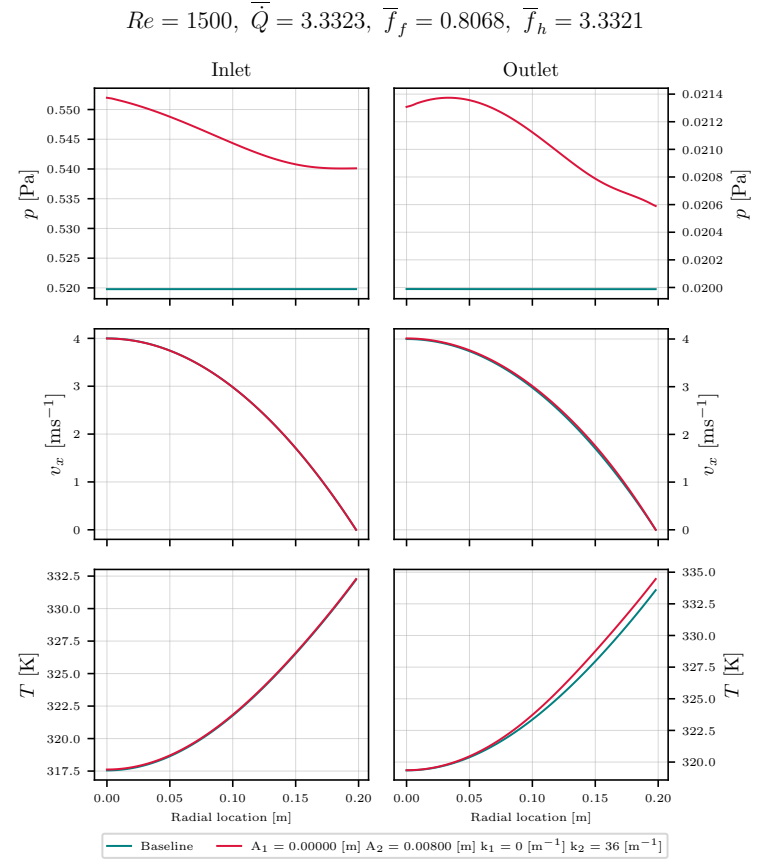 Re = 1500, Q̇ = 3.3323, f_f = 0.8068, f_h = 3.3321
Inlet
Outlet
0.550
0.545
0.540
0.535
0.530
0.525
0.520
p [Pa]
0.0214
0.0212
0.0210
0.0208
0.0206
0.0204
0.0202
0.0200
p [Pa]
4
3
2
1
0
v_x [ms⁻¹]
4
3
2
1
0
v_x [ms⁻¹]
332.5
330.0
327.5
325.0
322.5
320.0
317.5
T [K]
335.0
332.5
330.0
327.5
325.0
322.5
320.0
T [K]
0.00 0.05 0.10 0.15 0.20
Radial location [m]
0.00 0.05 0.10 0.15 0.20
Radial location [m]
Baseline
A₁ = 0.00000 [m] A₂ = 0.00800 [m] k₁ = 0 [m⁻¹] k₂ = 36 [m⁻¹]